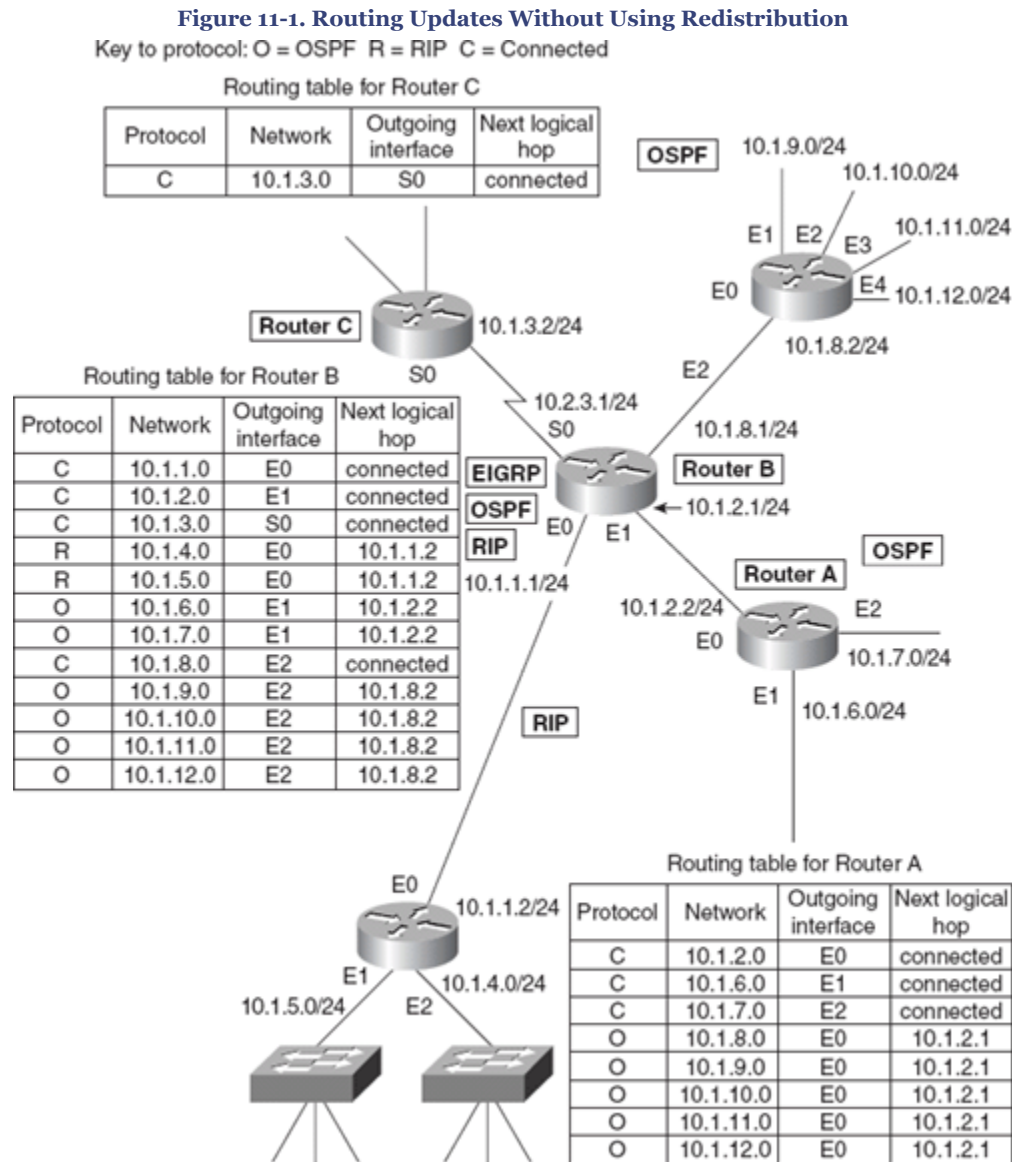 Figure 11-1. Routing Updates Without Using Redistribution
Key to protocol: O = OSPF R = RIP C = Connected
Routing table for Router C
Protocol Network Outgoing interface Next logical hop
C 10.1.3.0 S0 connected
OSPF
10.1.9.0/24
10.1.10.0/24
10.1.11.0/24
E1 E2 E3
E0
E4 10.1.12.0/24
10.1.8.2/24
Router C
10.1.3.2/24
S0
E2
10.2.3.1/24
S0
10.1.8.1/24
Routing table for Router B
Protocol Network Outgoing interface Next logical hop
C 10.1.1.0 E0 connected
C 10.1.2.0 E1 connected
C 10.1.3.0 S0 connected
R 10.1.4.0 E0 10.1.1.2
R 10.1.5.0 E0 10.1.1.2
O 10.1.6.0 E1 10.1.2.2
O 10.1.7.0 E1 10.1.2.2
C 10.1.8.0 E2 connected
O 10.1.9.0 E2 10.1.8.2
O 10.1.10.0 E2 10.1.8.2
O 10.1.11.0 E2 10.1.8.2
O 10.1.12.0 E2 10.1.8.2
EIGRP
OSPF
RIP
Router B
10.1.2.1/24
E0
E1
10.1.1.1/24
OSPF
Router A
10.1.2.2/24
E0
E2
10.1.7.0/24
E1
10.1.6.0/24
RIP
E0
10.1.1.2/24
E1
10.1.4.0/24
10.1.5.0/24
E2
Routing table for Router A
Protocol Network Outgoing interface Next logical hop
C 10.1.2.0 E0 connected
C 10.1.6.0 E1 connected
C 10.1.7.0 E2 connected
O 10.1.8.0 E0 10.1.2.1
O 10.1.9.0 E0 10.1.2.1
O 10.1.10.0 E0 10.1.2.1
O 10.1.11.0 E0 10.1.2.1
O 10.1.12.0 E0 10.1.2.1